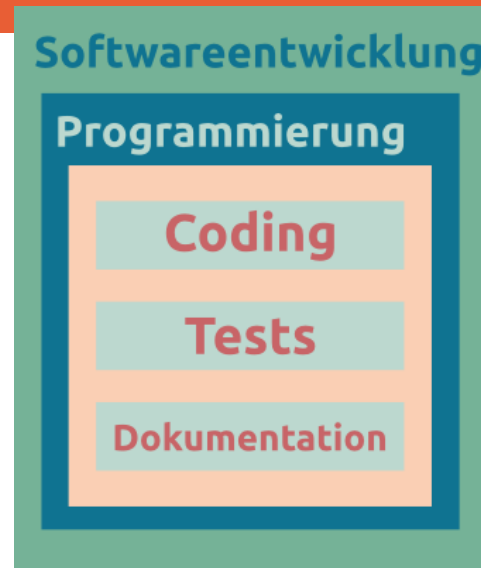 Softwareentwicklung
Programmierung
Coding
Tests
Dokumentation